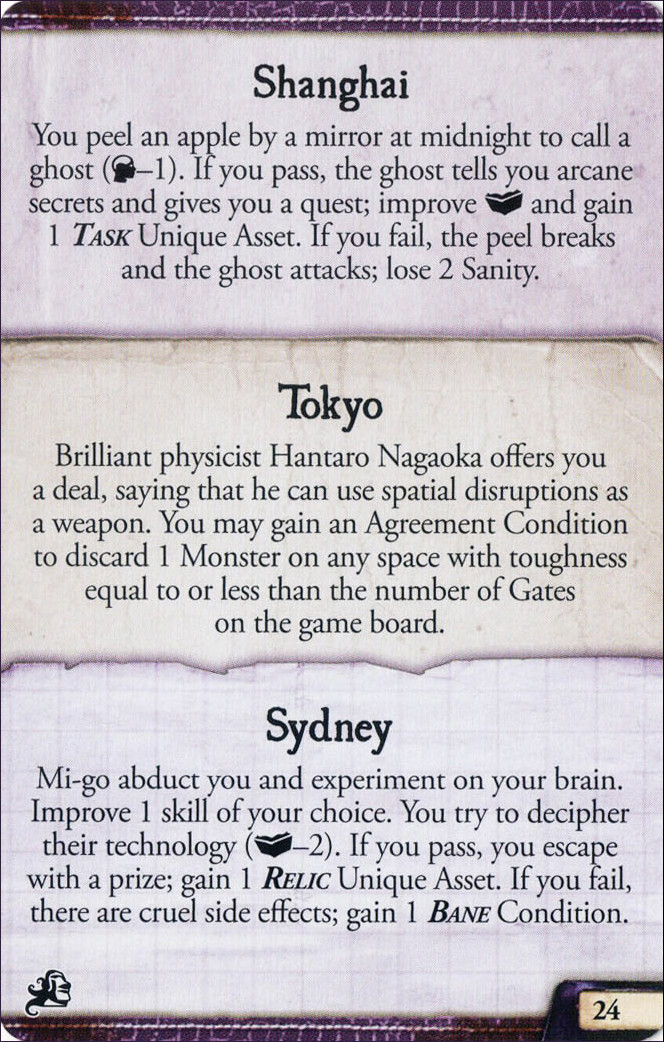 Shanghai
You peel an apple by a mirror at midnight to call a
ghost (–1). If you pass, the ghost tells you arcane
secrets and gives you a quest; improve and gain
1 TASK Unique Asset. If you fail, the peel breaks
and the ghost attacks; lose 2 Sanity.
Tokyo
Brilliant physicist Hantaro Nagaoka offers you
a deal, saying that he can use spatial disruptions as
a weapon. You may gain an Agreement Condition
to discard 1 Monster on any space with toughness
equal to or less than the number of Gates
on the game board.
Sydney
Mi-go abduct you and experiment on your brain.
Improve 1 skill of your choice. You try to decipher
their technology (–2). If you pass, you escape
with a prize; gain 1 RELIC Unique Asset. If you fail,
there are cruel side effects; gain 1 BANE Condition.
24